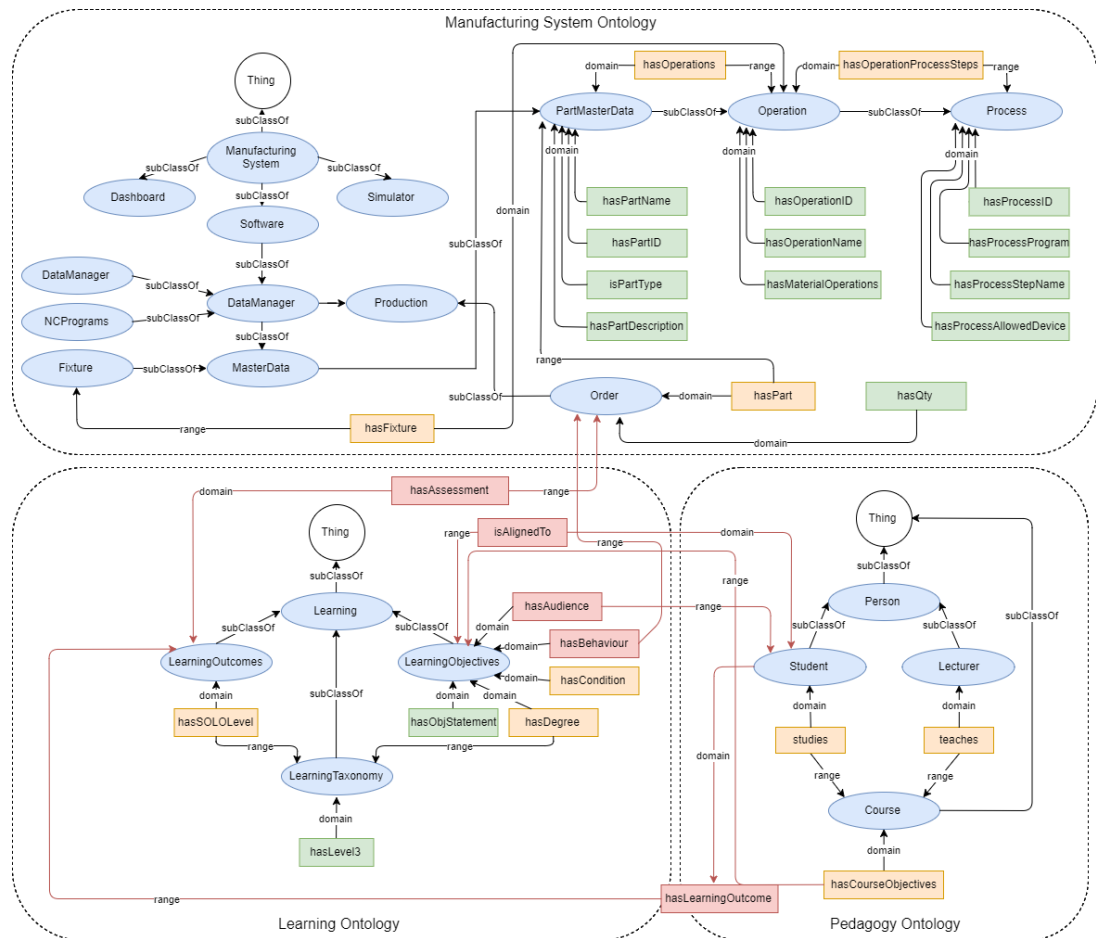 Manufacturing System Ontology
domain
hasOperations
range
domain
hasOperationProcessSteps
range
Thing
PartMasterData
subClassOf
Operation
subClassOf
Process
subClassOf
Manufacturing
System
subClassOf
subClassOf
subClassOf
Dashboard
Simulator
Software
domain
domain
domain
domain
hasPartName
hasOperationID
hasProcessID
hasPartID
hasOperationName
hasProcessProgram
isPartType
hasMaterialOperations
hasProcessStepName
hasPartDescription
hasProcessAllowedDevice
subClassOf
subClassOf
DataManager
subClassOf
DataManager
Production
NCPrograms
subClassOf
subClassOf
Fixture
subClassOf
MasterData
range
subClassOf
Order
domain
hasPart
hasQty
range
hasFixture
domain
domain
hasAssessment
range
Thing
range
isAlignedTo
domain
range
range
Thing
subClassOf
Learning
subClassOf
subClassOf
hasAudience
domain
range
hasBehaviour
domain
LearningOutcomes
LearningObjectives
hasCondition
domain
domain
domain
domain
hasSOLOLevel
subClassOf
hasObjStatement
hasDegree
range
range
LearningTaxonomy
domain
hasLevel3
subClassOf
Person
subClassOf
subClassOf
subClassOf
Student
Lecturer
domain
domain
domain
studies
teaches
range
range
Course
domain
hasCourseObjectives
range
hasLearningOutcome
Learning Ontology
Pedagogy Ontology